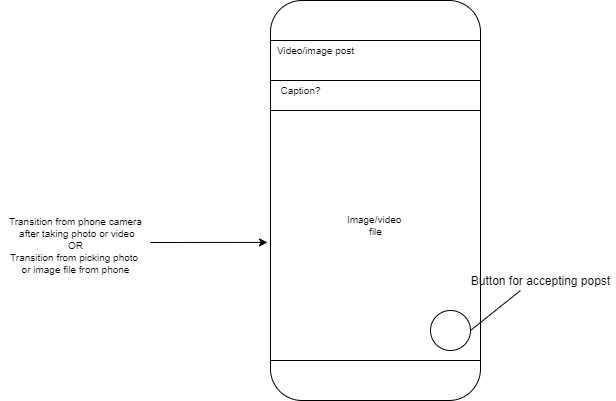 Video/image post
Caption?
Image/video
file
Transition from phone camera
after taking photo or video
OR
Transition from picking photo
or image file from phone
Button for accepting popst